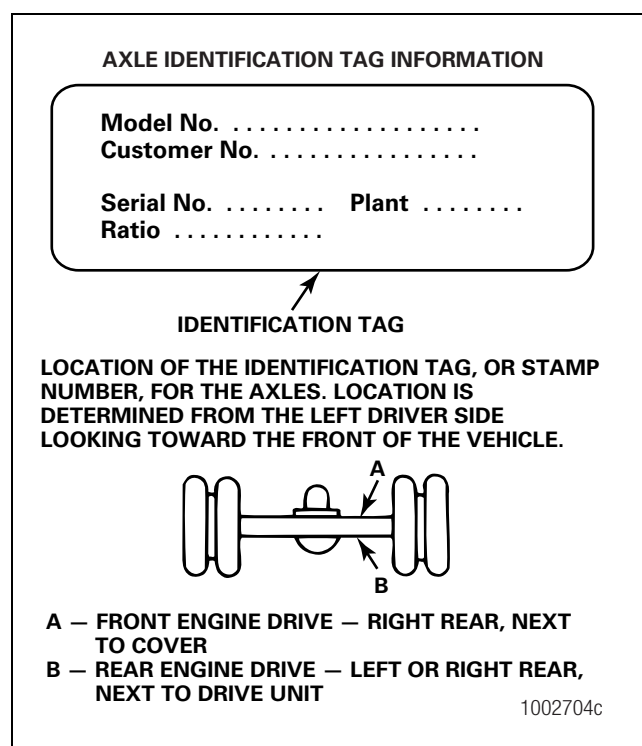 AXLE IDENTIFICATION TAG INFORMATION
Model No. . . . . . . . . . . . . . . . . . . .
Customer No. . . . . . . . . . . . . . . . .
Serial No. . . . . . . . . Plant . . . . . . . .
Ratio . . . . . . . . . . . .
IDENTIFICATION TAG
LOCATION OF THE IDENTIFICATION TAG, OR STAMP
NUMBER, FOR THE AXLES. LOCATION IS
DETERMINED FROM THE LEFT DRIVER SIDE
LOOKING TOWARD THE FRONT OF THE VEHICLE.
A
B
A — FRONT ENGINE DRIVE — RIGHT REAR, NEXT
TO COVER
B — REAR ENGINE DRIVE — LEFT OR RIGHT REAR,
NEXT TO DRIVE UNIT
1002704c